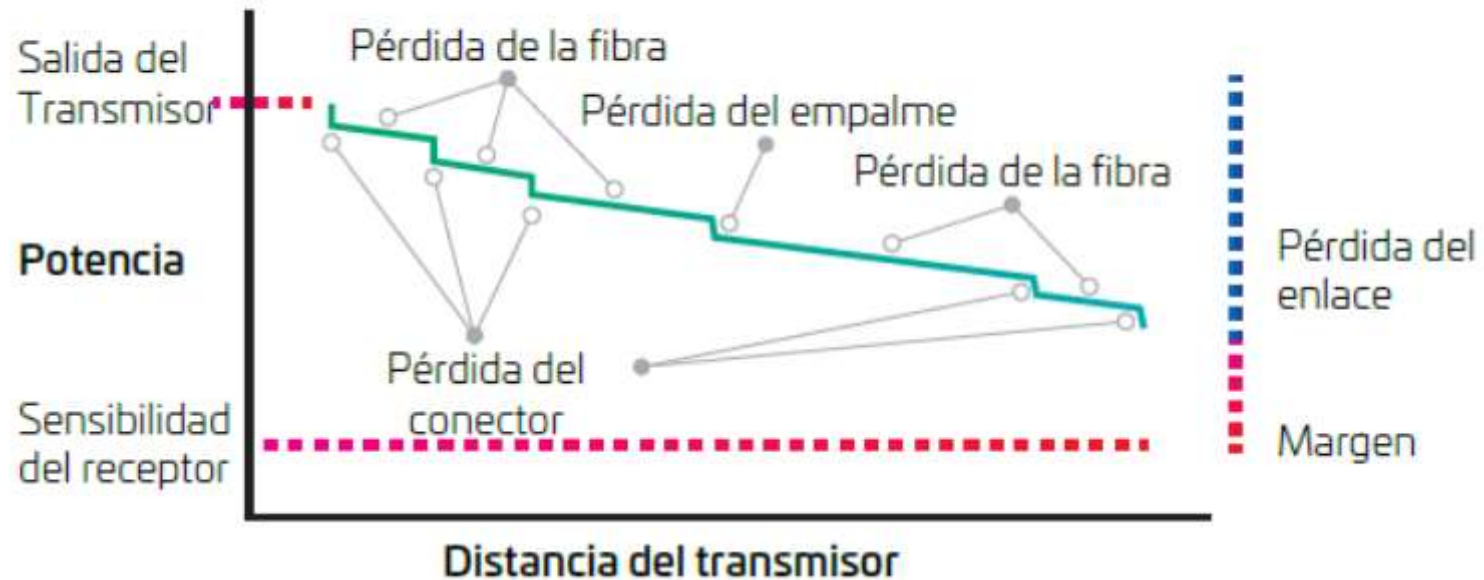 Salida del
Transmisor
Pérdida de la fibra
Pérdida del empalme
Pérdida de la fibra
Potencia
Pérdida del
enlace
Pérdida del
conector
Sensibilidad
del receptor
Margen
Distancia del transmisor